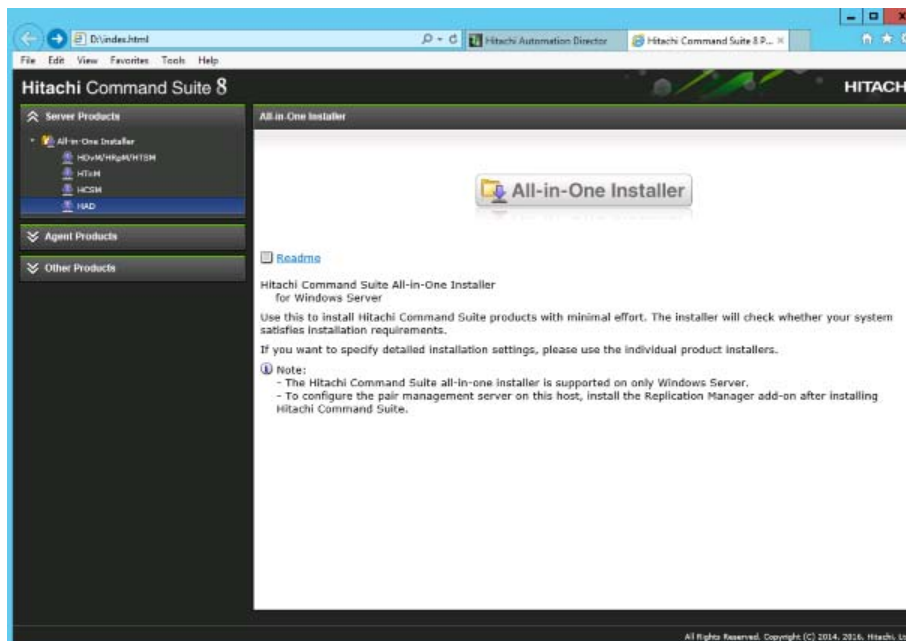 D:\index.html
Hitachi Automation Director
Hitachi Command Suite 8 P...
File Edit View Favorites Tools Help
Hitachi Command Suite 8
HITACH
Server Products
All-in-One Installer
HDvM/HRpM/HTSM
HTnM
HCSM
HAD
Agent Products
Other Products
All-in-One Installer
All-in-One Installer
Readme
Hitachi Command Suite All-in-One Installer
for Windows Server
Use this to install Hitachi Command Suite products with minimal effort. The installer will check whether your system
satisfies installation requirements.
If you want to specify detailed installation settings, please use the individual product installers.
Note:
- The Hitachi Command Suite all-in-one installer is supported on only Windows Server.
- To configure the pair management server on this host, install the Replication Manager add-on after installing
Hitachi Command Suite.
All Rights Reserved. Copyright (C) 2014, 2016, Hitachi, Lt